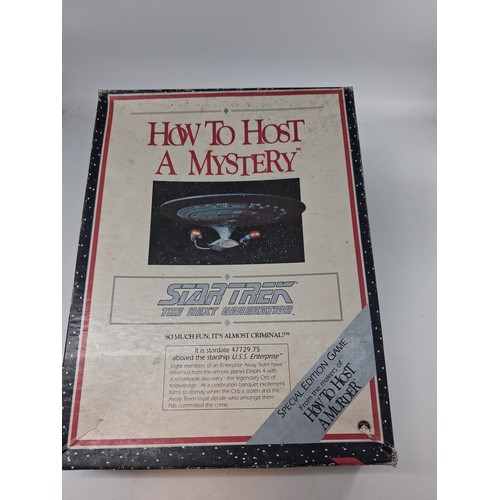 HOW TO HOST
A MYSTERY™
STAR TREK
THE NEXT GENERATION
SO MUCH FUN, IT'S ALMOST CRIMINAL!™
It is stardate 47729.75
aboard the starship U.S.S. Enterprise™
Eight members of an Enterprise Away Team have
returned from the remote planet Delphi 4 with
a remarkable discovery - the legendary Orb of
Knowledge. At a celebration banquet excitement
turns to dismay when the Orb is stolen and the
Away Team must decide who amongst them
has committed the crime.
SPECIAL EDITION GAME
From the makers of
HOW TO HOST
A MURDER